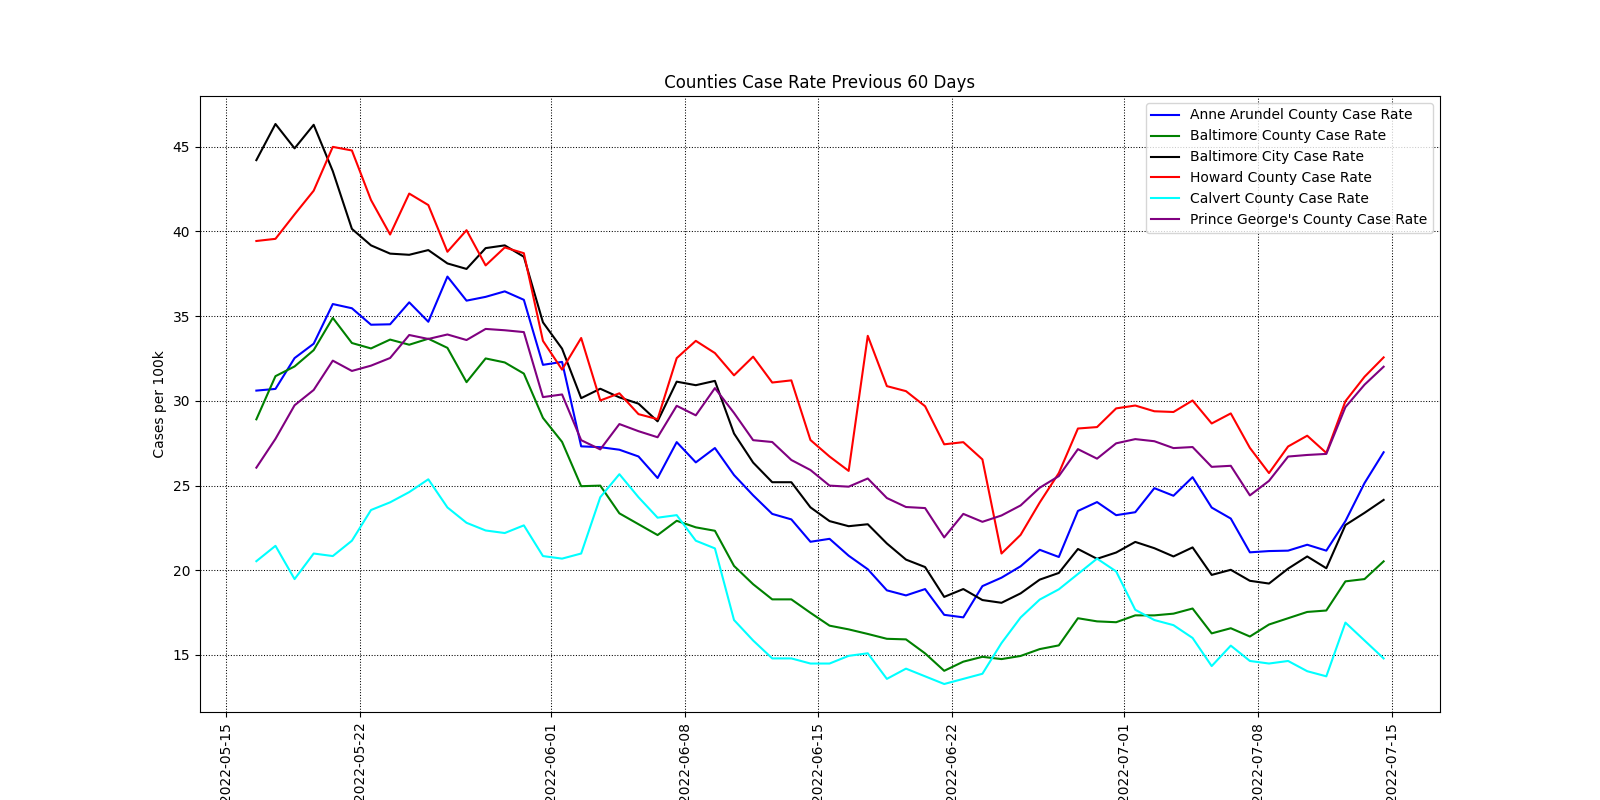 Counties Case Rate Previous 60 Days
Anne Arundel County Case Rate
Baltimore County Case Rate
Baltimore City Case Rate
Howard County Case Rate
Calvert County Case Rate
Prince George's County Case Rate
Cases per 100k
45
40
35
30
25
20
15
2022-05-15
2022-05-22
2022-06-01
2022-06-08
2022-06-15
2022-06-22
2022-07-01
2022-07-08
2022-07-15